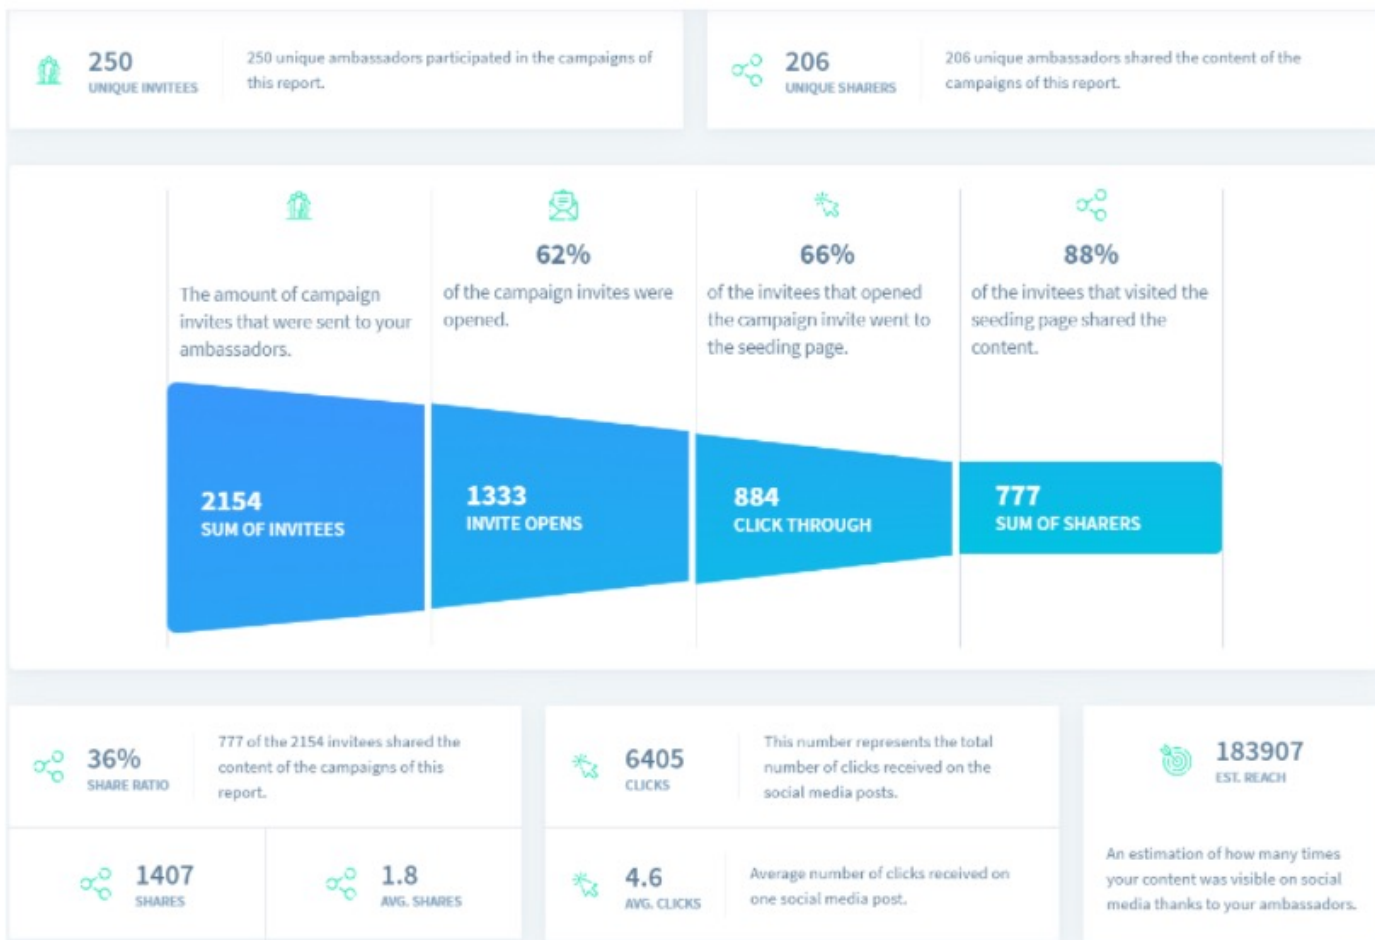 250
UNIQUE INVITEES
250 unique ambassadors participated in the campaigns of
this report.
206
UNIQUE SHARERS
206 unique ambassadors shared the content of the
campaigns of this report.
The amount of campaign
invites that were sent to your
ambassadors.
62%
of the campaign invites were
opened.
66%
of the invitees that opened
the campaign invite went to
the seeding page.
88%
of the invitees that visited the
seeding page shared the
content.
2154
SUM OF INVITEES
1333
INVITE OPENS
884
CLICK THROUGH
777
SUM OF SHARERS
36%
SHARE RATIO
777 of the 2154 invitees shared the
content of the campaigns of this
report.
1407
SHARES
1.8
AVG. SHARES
6405
CLICKS
This number represents the total
number of clicks received on the
social media posts.
4.6
AVG. CLICKS
Average number of clicks received on
one social media post.
183907
EST. REACH
An estimation of how many times
your content was visible on social
media thanks to your ambassadors.